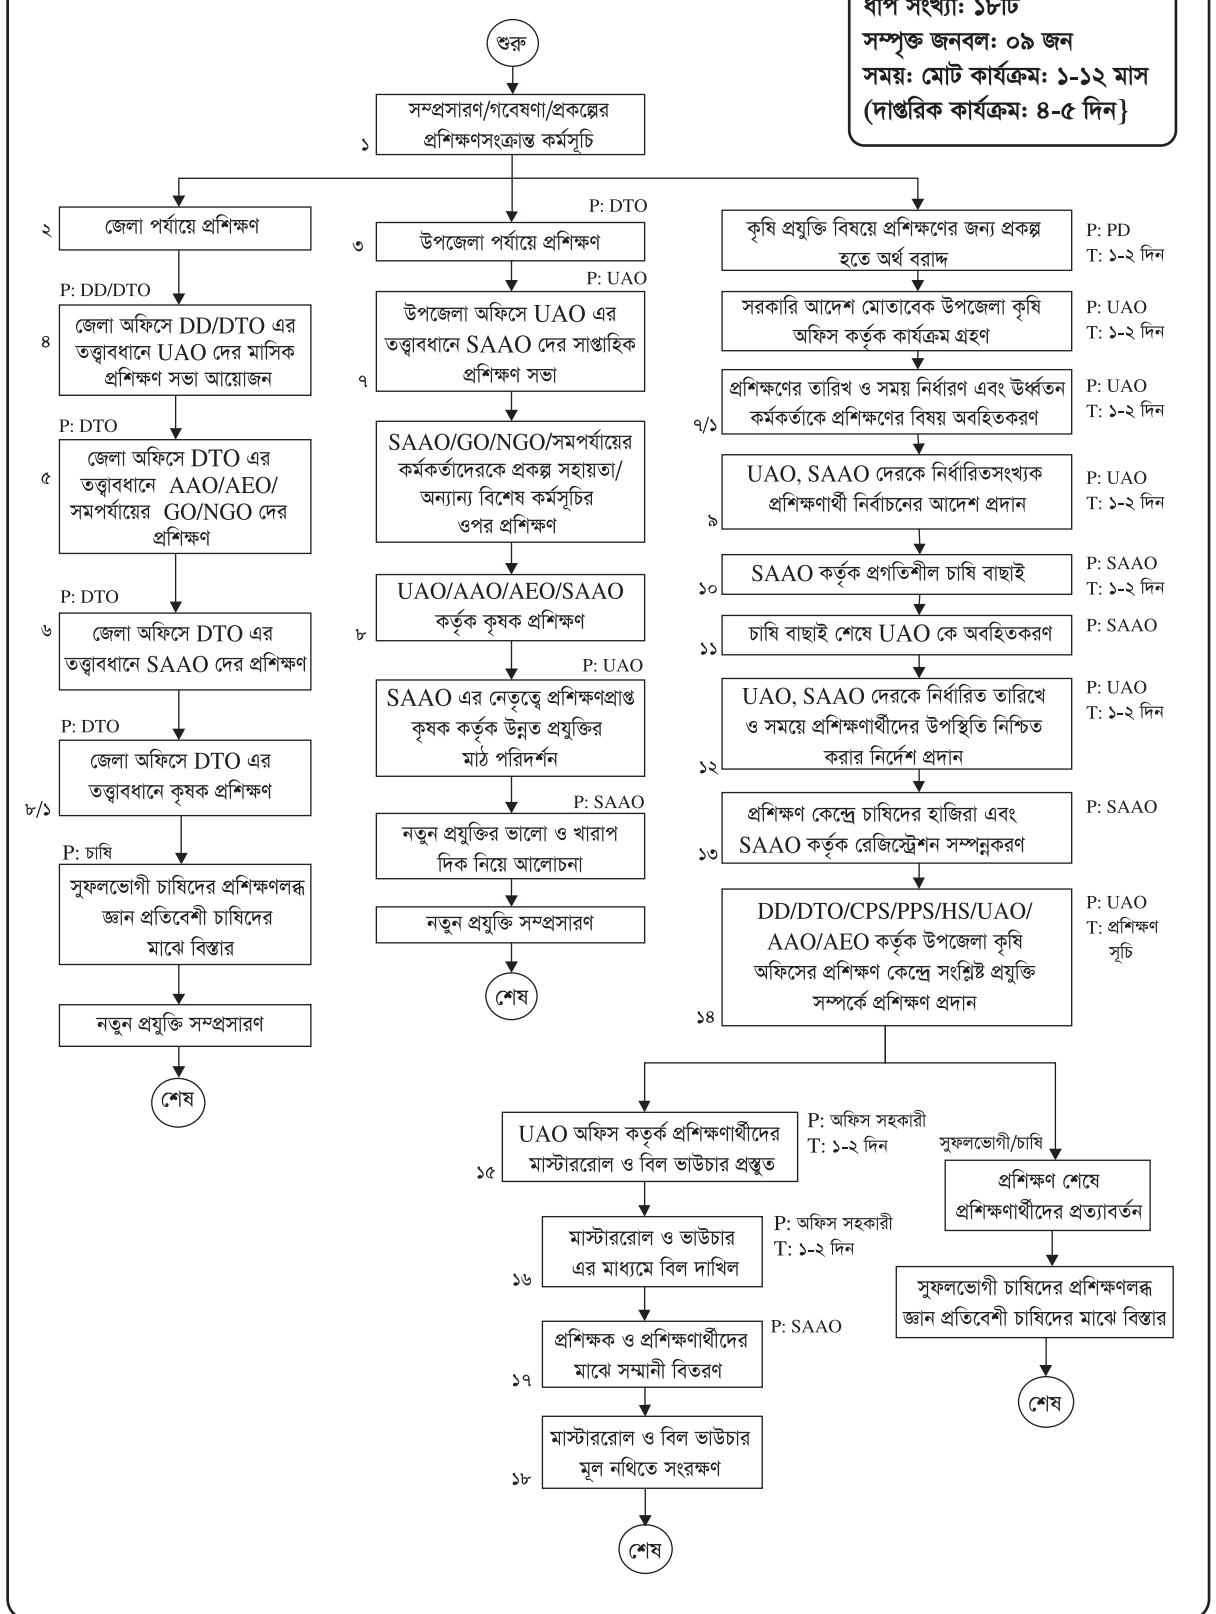 ধাপ সংখ্যা: ১৮টি
সম্পৃক্ত জনবল: ০৯ জন
সময়: মোট কার্যক্রম: ১-১২ মাস
(দাপ্তরিক কার্যক্রম: ৪-৫ দিন}
শুরু
সম্প্রসারণ/গবেষণা/প্রকল্পের
প্রশিক্ষণসংক্রান্ত কর্মসূচি
১
২
জেলা পর্যায়ে প্রশিক্ষণ
P: DD/DTO
৪
জেলা অফিসে DD/DTO এর
তত্ত্বাবধানে UAO দের মাসিক
প্রশিক্ষণ সভা আয়োজন
P: DTO
৫
জেলা অফিসে DTO এর
তত্ত্বাবধানে AAO/AEO/
সমপর্যায়ের GO/NGO দের
প্রশিক্ষণ
P: DTO
৬
জেলা অফিসে DTO এর
তত্ত্বাবধানে SAAO দের প্রশিক্ষণ
P: DTO
জেলা অফিসে DTO এর
তত্ত্বাবধানে কৃষক প্রশিক্ষণ
৮/১
P: চাষি
সুফলভোগী চাষিদের প্রশিক্ষণলব্ধ
জ্ঞান প্রতিবেশী চাষিদের
মাঝে বিস্তার
নতুন প্রযুক্তি সম্প্রসারণ
শেষ
P: DTO
৩
উপজেলা পর্যায়ে প্রশিক্ষণ
P: UAO
উপজেলা অফিসে UAO এর
তত্ত্বাবধানে SAAO দের সাপ্তাহিক
প্রশিক্ষণ সভা
৭
SAAO/GO/NGO/সমপর্যায়ের
কর্মকর্তাদেরকে প্রকল্প সহায়তা/
অন্যান্য বিশেষ কর্মসূচির
ওপর প্রশিক্ষণ
UAO/AAO/AEO/SAAO
কর্তৃক কৃষক প্রশিক্ষণ
৮
P: UAO
SAAO এর নেতৃত্বে প্রশিক্ষণপ্রাপ্ত
কৃষক কর্তৃক উন্নত প্রযুক্তির
মাঠ পরিদর্শন
P: SAAO
নতুন প্রযুক্তির ভালো ও খারাপ
দিক নিয়ে আলোচনা
নতুন প্রযুক্তি সম্প্রসারণ
শেষ
কৃষি প্রযুক্তি বিষয়ে প্রশিক্ষণের জন্য প্রকল্প
হতে অর্থ বরাদ্দ
P: PD
T: ১-২ দিন
সরকারি আদেশ মোতাবেক উপজেলা কৃষি
অফিস কর্তৃক কার্যক্রম গ্রহণ
P: UAO
T: ১-২ দিন
প্রশিক্ষণের তারিখ ও সময় নির্ধারণ এবং ঊর্ধ্বতন
কর্মকর্তাকে প্রশিক্ষণের বিষয় অবহিতকরণ
৭/১
P: UAO
T: ১-২ দিন
UAO, SAAO দেরকে নির্ধারিতসংখ্যক
প্রশিক্ষণার্থী নির্বাচনের আদেশ প্রদান
৯
P: UAO
T: ১-২ দিন
SAAO কর্তৃক প্রগতিশীল চাষি বাছাই
১০
P: SAAO
T: ১-২ দিন
চাষি বাছাই শেষে UAO কে অবহিতকরণ
১১
P: SAAO
UAO, SAAO দেরকে নির্ধারিত তারিখে
ও সময়ে প্রশিক্ষণার্থীদের উপস্থিতি নিশ্চিত
করার নির্দেশ প্রদান
১২
P: UAO
T: ১-২ দিন
প্রশিক্ষণ কেন্দ্রে চাষিদের হাজিরা এবং
SAAO কর্তৃক রেজিস্ট্রেশন সম্পন্নকরণ
১৩
P: SAAO
DD/DTO/CPS/PPS/HS/UAO/
AAO/AEO কর্তৃক উপজেলা কৃষি
অফিসের প্রশিক্ষণ কেন্দ্রে সংশ্লিষ্ট প্রযুক্তি
সম্পর্কে প্রশিক্ষণ প্রদান
১৪
P: UAO
T: প্রশিক্ষণ
সূচি
UAO অফিস কতৃর্ক প্রশিক্ষণার্থীদের
মাস্টাররোল ও বিল ভাউচার প্রস্তুত
১৫
P: অফিস সহকারী
T: ১-২ দিন
মাস্টাররোল ও ভাউচার
এর মাধ্যমে বিল দাখিল
১৬
P: অফিস সহকারী
T: ১-২ দিন
প্রশিক্ষক ও প্রশিক্ষণার্থীদের
মাঝে সম্মানী বিতরণ
১৭
P: SAAO
মাস্টাররোল ও বিল ভাউচার
মূল নথিতে সংরক্ষণ
১৮
শেষ
সুফলভোগী/চাষি
প্রশিক্ষণ শেষে
প্রশিক্ষণার্থীদের প্রত্যাবর্তন
সুফলভোগী চাষিদের প্রশিক্ষণলব্ধ
জ্ঞান প্রতিবেশী চাষিদের মাঝে বিস্তার
শেষ